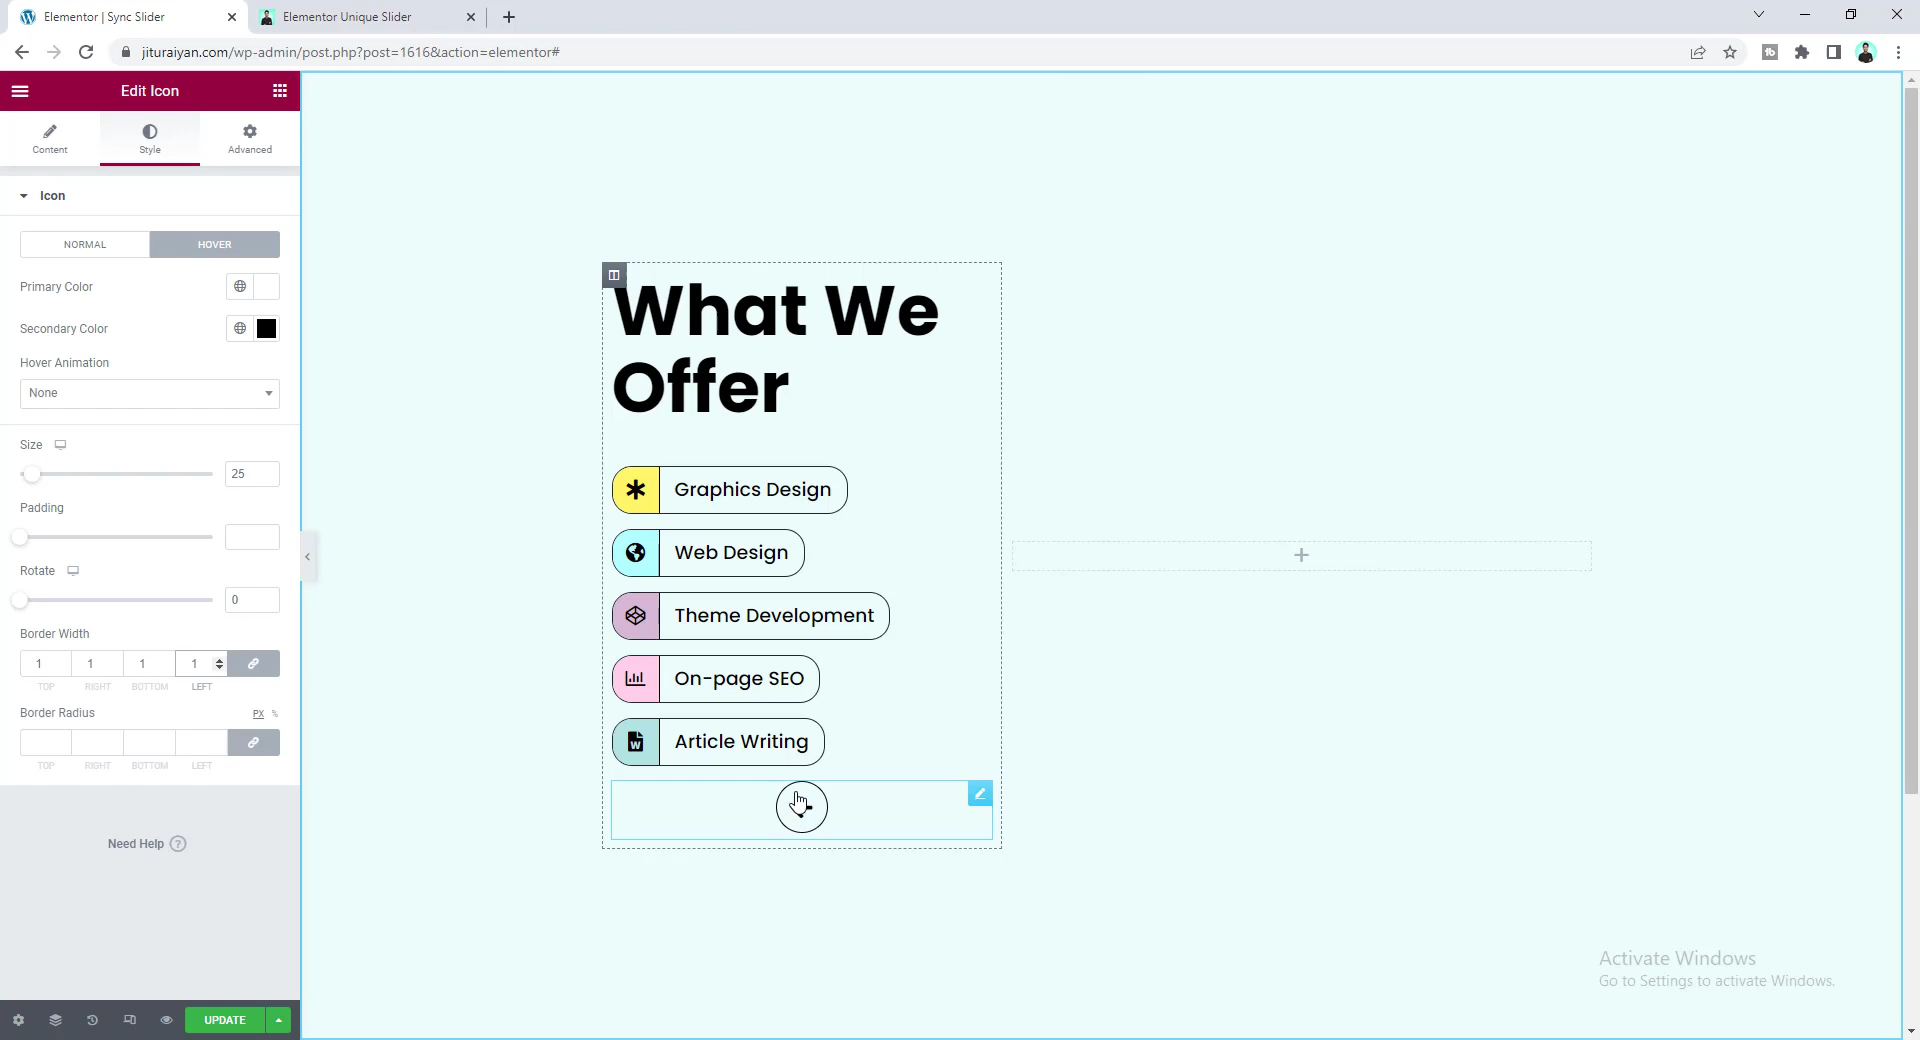 Elementor | Sync Slider
Elementor Unique Slider
jituraiyan.com/wp-admin/post.php?post=1616&action=elementor#
Edit Icon
Content
Style
Advanced
Icon
NORMAL
HOVER
Primary Color
Secondary Color
Hover Animation
None
Size
25
Padding
Rotate
0
Border Width
1 1 1 1
TOP RIGHT BOTTOM LEFT
Border Radius
PX %
TOP RIGHT BOTTOM LEFT
Need Help ?
UPDATE
What We
Offer
Graphics Design
Web Design
Theme Development
On-page SEO
Article Writing
Activate Windows
Go to Settings to activate Windows.